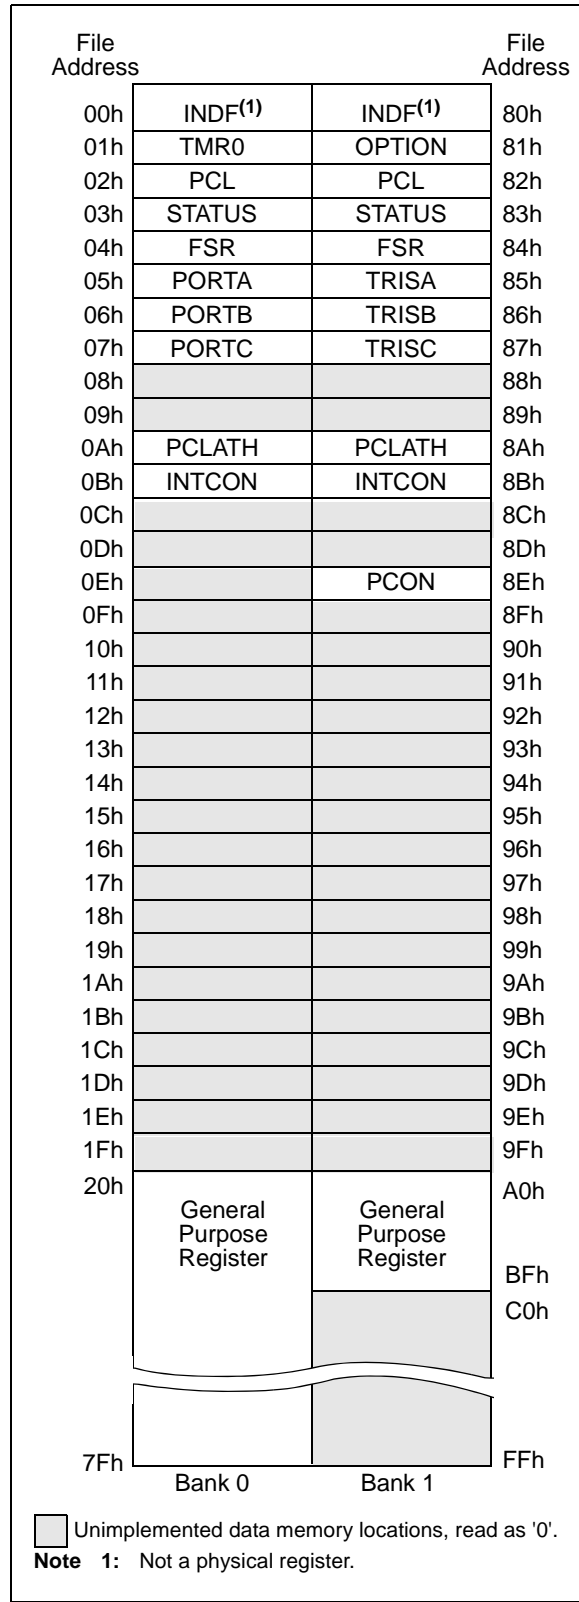 File Address File Address
00h INDF(1) INDF(1) 80h
01h TMR0 OPTION 81h
02h PCL PCL 82h
03h STATUS STATUS 83h
04h FSR FSR 84h
05h PORTA TRISA 85h
06h PORTB TRISB 86h
07h PORTC TRISC 87h
08h 88h
09h 89h
0Ah PCLATH PCLATH 8Ah
0Bh INTCON INTCON 8Bh
0Ch 8Ch
0Dh 8Dh
0Eh PCON 8Eh
0Fh 8Fh
10h 90h
11h 91h
12h 92h
13h 93h
14h 94h
15h 95h
16h 96h
17h 97h
18h 98h
19h 99h
1Ah 9Ah
1Bh 9Bh
1Ch 9Ch
1Dh 9Dh
1Eh 9Eh
1Fh 9Fh
20h General Purpose Register General Purpose Register A0h
BFh
C0h
7Fh FFh
Bank 0 Bank 1
Unimplemented data memory locations, read as '0'.
Note 1: Not a physical register.